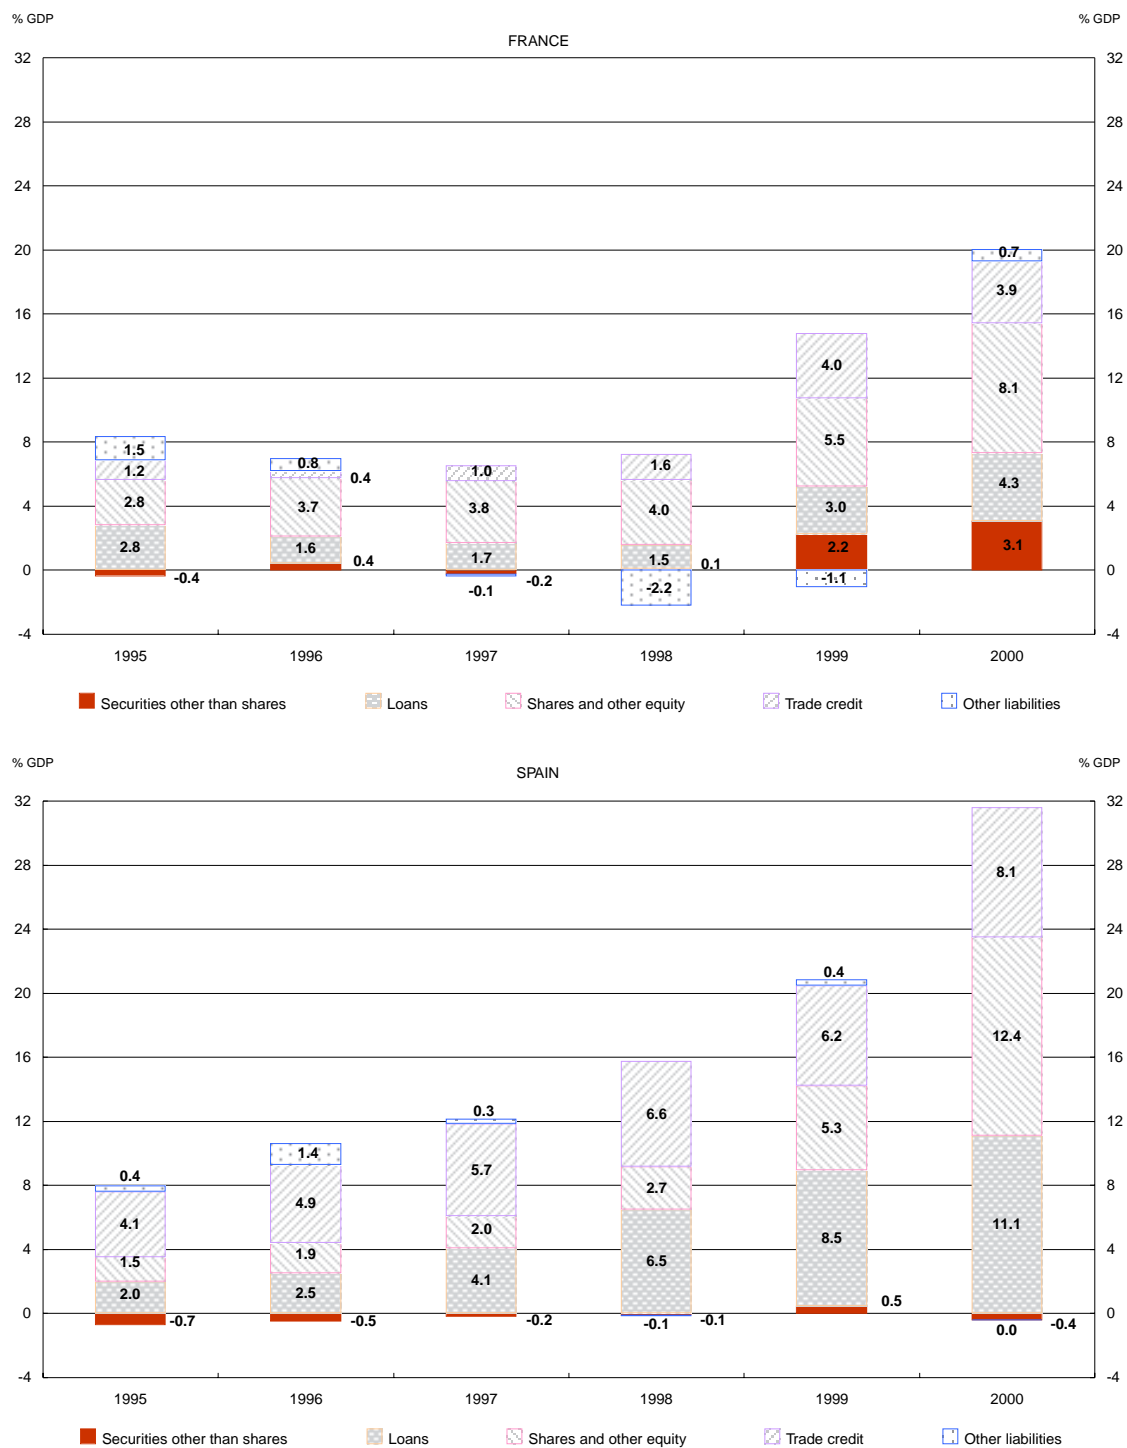 % GDP % GDP
FRANCE
32 32
28 28
24 24
20 0.7 20
3.9
16 16
4.0
12 12
8.1
5.5
8 8
1.5 0.8 1.0 1.6
1.2 0.4
2.8 3.7 3.8 4.0 3.0 4.3
4 4
2.8 1.6 0.4 1.7 1.5 0.1 2.2 3.1
0 0
-0.4 -0.1 -0.2 -2.2 -1.1
-4 -4
1995 1996 1997 1998 1999 2000
Securities other than shares Loans Shares and other equity Trade credit Other liabilities
% GDP % GDP
SPAIN
32 32
8.1
28 28
24 24
0.4
20 20
6.2 12.4
16 16
6.6
12 0.3 12
1.4 5.7 5.3
8 0.4 8
4.1 4.9 2.7
2.0 11.1
1.5 1.9 6.5 8.5
4 4
2.0 2.5 4.1
0 0.5 0
-0.7 -0.5 -0.2 -0.1 -0.1 0.0 -0.4
-4 -4
1995 1996 1997 1998 1999 2000
Securities other than shares Loans Shares and other equity Trade credit Other liabilities